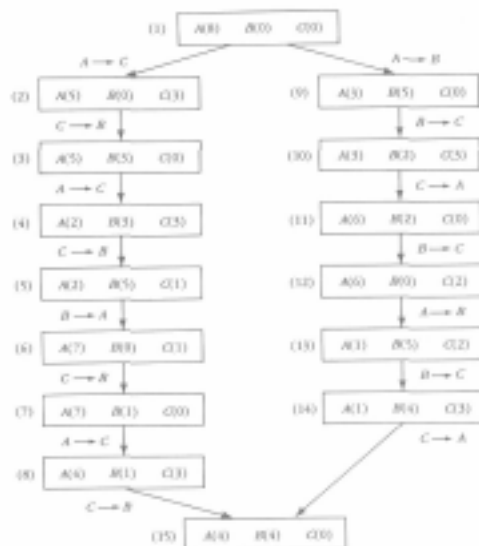 (1) A(8) B(0) C(0)
A → C A → B
(2) A(5) B(0) C(3) (9) A(3) B(5) C(0)
C → B B → C
(3) A(5) B(3) C(0) (10) A(3) B(2) C(3)
A → C C → A
(4) A(2) B(3) C(3) (11) A(6) B(2) C(0)
C → B B → C
(5) A(2) B(5) C(1) (12) A(6) B(0) C(2)
B → A A → B
(6) A(7) B(0) C(1) (13) A(1) B(5) C(2)
C → B B → C
(7) A(7) B(1) C(0) (14) A(1) B(4) C(3)
A → C C → A
(8) A(4) B(1) C(3)
C → B
(15) A(4) B(4) C(0)